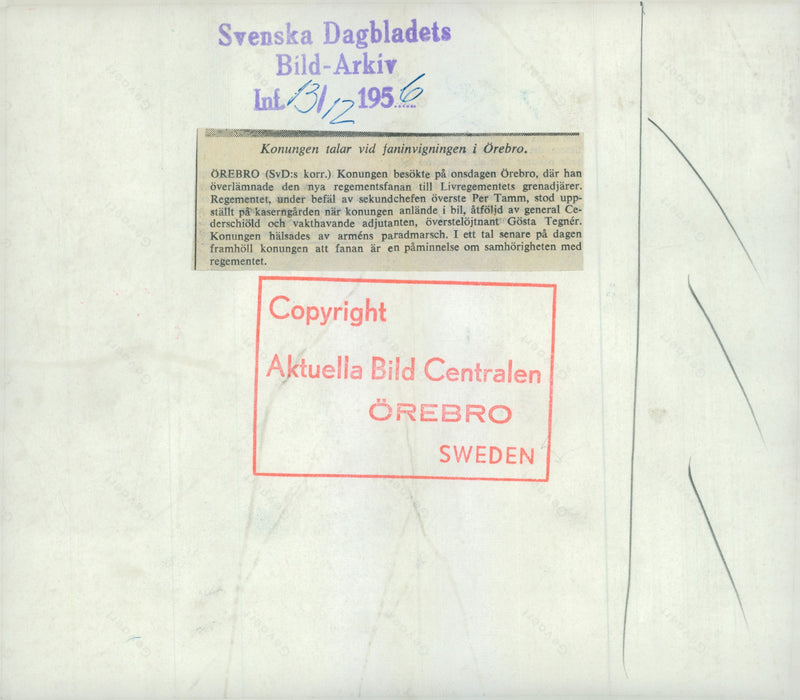 Svenska Dagbladets
Bild-Arkiv
Inf. 13/12 1956
Konungen talar vid faninvigningen i Örebro.
ÖREBRO (SvD:s korr.) Konungen besökte på onsdagen Örebro, där han
överlämnade den nya regementsfanan till Livregementets grenadjärer.
Regementet, under befäl av sekundchefen överste Per Tamm, stod upp-
ställt på kaserngården när konungen anlände i bil, åtföljd av general Ce-
derschiöld och vakthavande adjutanten, överstelöjtnant Gösta Tegnér.
Konungen hälsades av arméns paradmarsch. I ett tal senare på dagen
framhöll konungen att fanan är en påminnelse om samhörigheten med
regementet.
Copyright
Aktuella Bild Centralen
ÖREBRO
SWEDEN
Gevaert